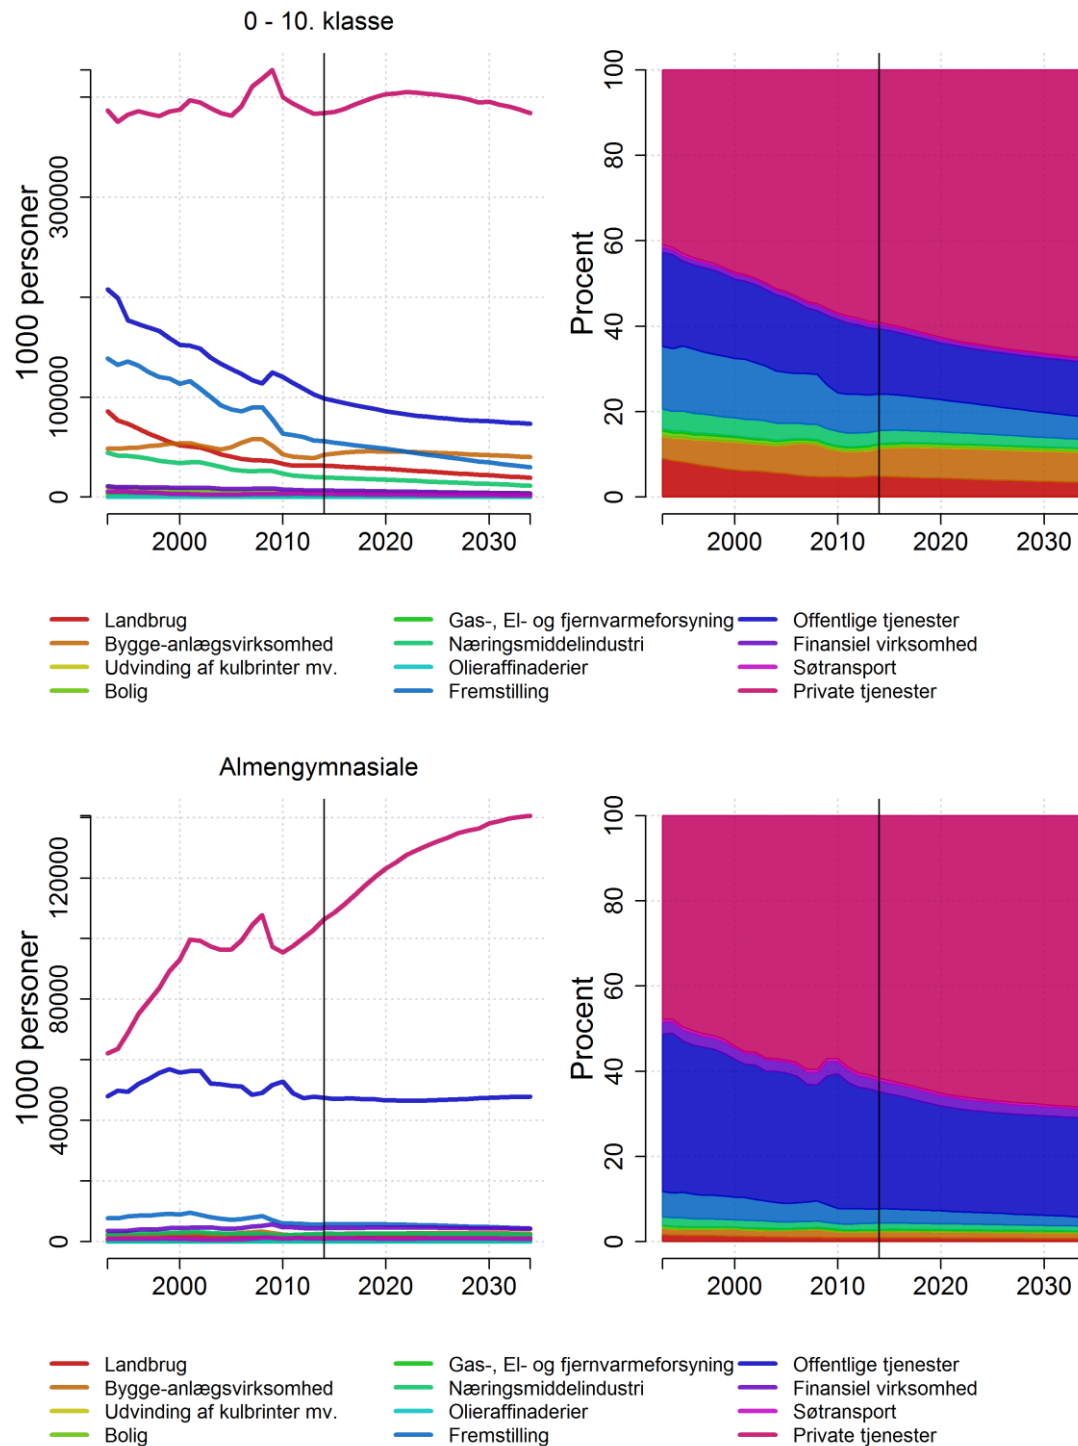 0 - 10. klasse
1000 personer
0 100000 300000
2000 2010 2020 2030
Procent
0 20 40 60 80 100
2000 2010 2020 2030
Landbrug
Bygge-anlægsvirksomhed
Udvinding af kulbrinter mv.
Bolig
Gas-, El- og fjernvarmeforsyning
Næringsmiddelindustri
Olieraffinaderier
Fremstilling
Offentlige tjenester
Finansiel virksomhed
Søtransport
Private tjenester
Almengymnasiale
1000 personer
0 40000 80000 120000
2000 2010 2020 2030
Procent
0 20 40 60 80 100
2000 2010 2020 2030
Landbrug
Bygge-anlægsvirksomhed
Udvinding af kulbrinter mv.
Bolig
Gas-, El- og fjernvarmeforsyning
Næringsmiddelindustri
Olieraffinaderier
Fremstilling
Offentlige tjenester
Finansiel virksomhed
Søtransport
Private tjenester